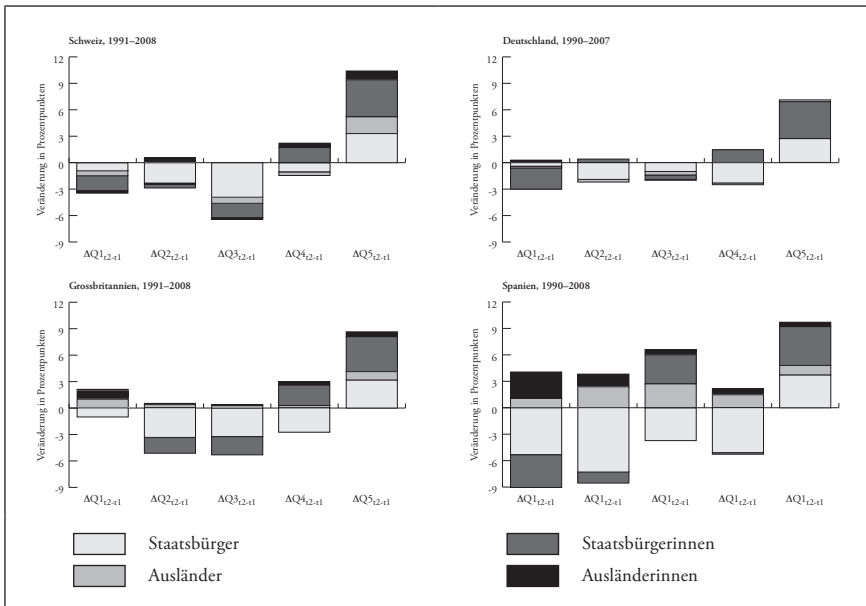 Schweiz, 1991–2008
Veränderung in Prozentpunkten
12
9
6
3
0
-3
-6
-9
ΔQ1t2-t1 ΔQ2t2-t1 ΔQ3t2-t1 ΔQ4t2-t1 ΔQ5t2-t1
Deutschland, 1990–2007
Veränderung in Prozentpunkten
12
9
6
3
0
-3
-6
-9
ΔQ1t2-t1 ΔQ2t2-t1 ΔQ3t2-t1 ΔQ4t2-t1 ΔQ5t2-t1
Grossbritannien, 1991–2008
Veränderung in Prozentpunkten
12
9
6
3
0
-3
-6
-9
ΔQ1t2-t1 ΔQ2t2-t1 ΔQ3t2-t1 ΔQ4t2-t1 ΔQ5t2-t1
Spanien, 1990–2008
Veränderung in Prozentpunkten
12
9
6
3
0
-3
-6
-9
ΔQ1t2-t1 ΔQ1t2-t1 ΔQ1t2-t1 ΔQ1t2-t1 ΔQ1t2-t1
Staatsbürger
Ausländer
Staatsbürgerinnen
Ausländerinnen